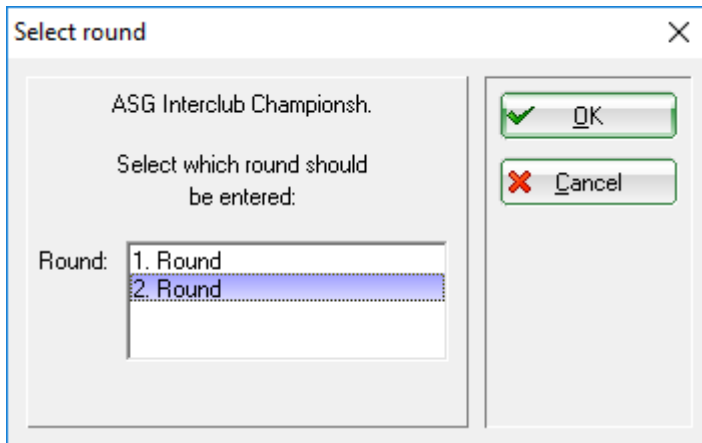 Select round
ASG Interclub Championsh.
Select which round should
be entered:
Round:
1. Round
2. Round
OK
Cancel